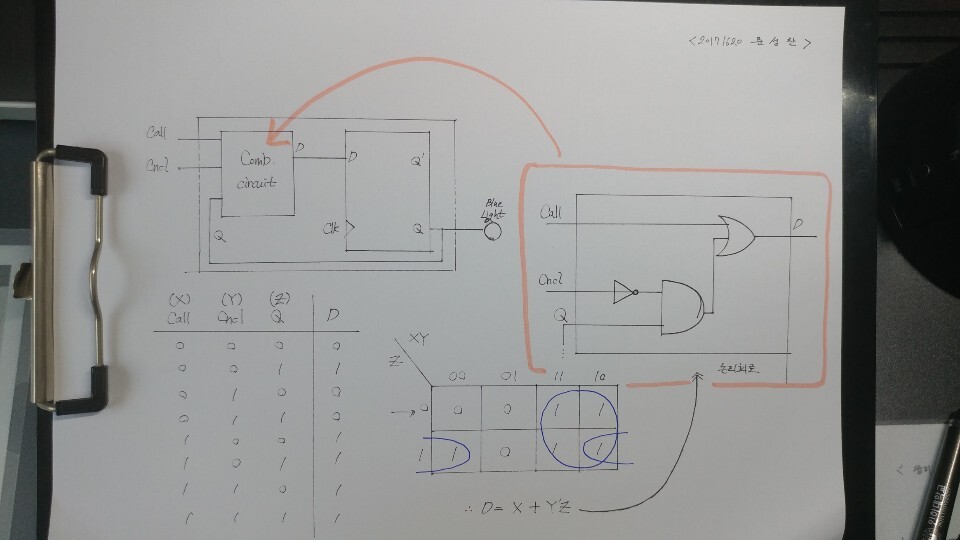 <2017/620 문성찬>
Call
Cncl
Comb
circuit
D
D
Q'
Clk
Q
Q
Blue
Light
Call
Cncl
Q
D
논리회로
(X) (Y) (Z)
Call Cncl Q D
0 0 0 0
0 0 1 1
0 1 0 0
0 1 1 0
1 0 0 1
1 0 1 1
1 1 0 1
1 1 1 1
XY
Z
00 01 11 10
0 0 0 1 1
1 1 0 1 1
∴ D = X + Y'Z